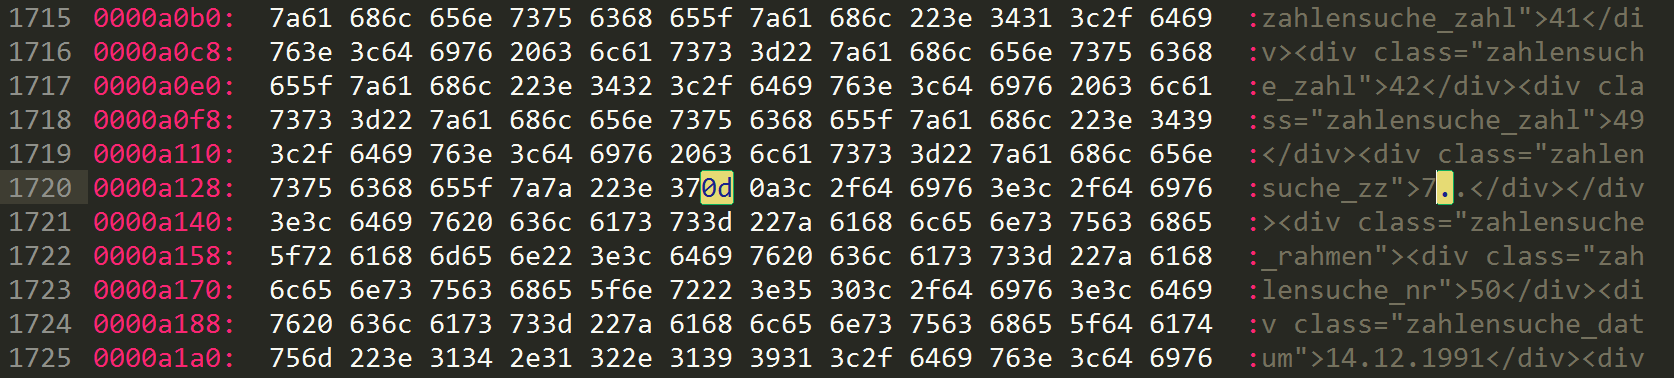 1715 0000a0b0: 7a61 686c 656e 7375 6368 655f 7a61 686c 223e 3431 3c2f 6469 :zahlensuche_zahl">41</di
1716 0000a0c8: 763e 3c64 6976 2063 6c61 7373 3d22 7a61 686c 656e 7375 6368 :v><div class="zahlensuch
1717 0000a0e0: 655f 7a61 686c 223e 3432 3c2f 6469 763e 3c64 6976 2063 6c61 :e_zahl">42</div><div cla
1718 0000a0f8: 7373 3d22 7a61 686c 656e 7375 6368 655f 7a61 686c 223e 3439 :ss="zahlensuche_zahl">49
1719 0000a110: 3c2f 6469 763e 3c64 6976 2063 6c61 7373 3d22 7a61 686c 656e :</div><div class="zahlen
1720 0000a128: 7375 6368 655f 7a7a 223e 370d 0a3c 2f64 6976 3e3c 2f64 6976 :suche_zz">7..</div></div
1721 0000a140: 3e3c 6469 7620 636c 6173 733d 227a 6168 6c65 6e73 7563 6865 :><div class="zahlensuche
1722 0000a158: 5f72 6168 6d65 6e22 3e3c 6469 7620 636c 6173 733d 227a 6168 :_rahmen"><div class="zah
1723 0000a170: 6c65 6e73 7563 6865 5f6e 7222 3e35 303c 2f64 6976 3e3c 6469 :lensuche_nr">50</div><di
1724 0000a188: 7620 636c 6173 733d 227a 6168 6c65 6e73 7563 6865 5f64 6174 :v class="zahlensuche_dat
1725 0000a1a0: 756d 223e 3134 2e31 322e 3139 3931 3c2f 6469 763e 3c64 6976 :um">14.12.1991</div><div